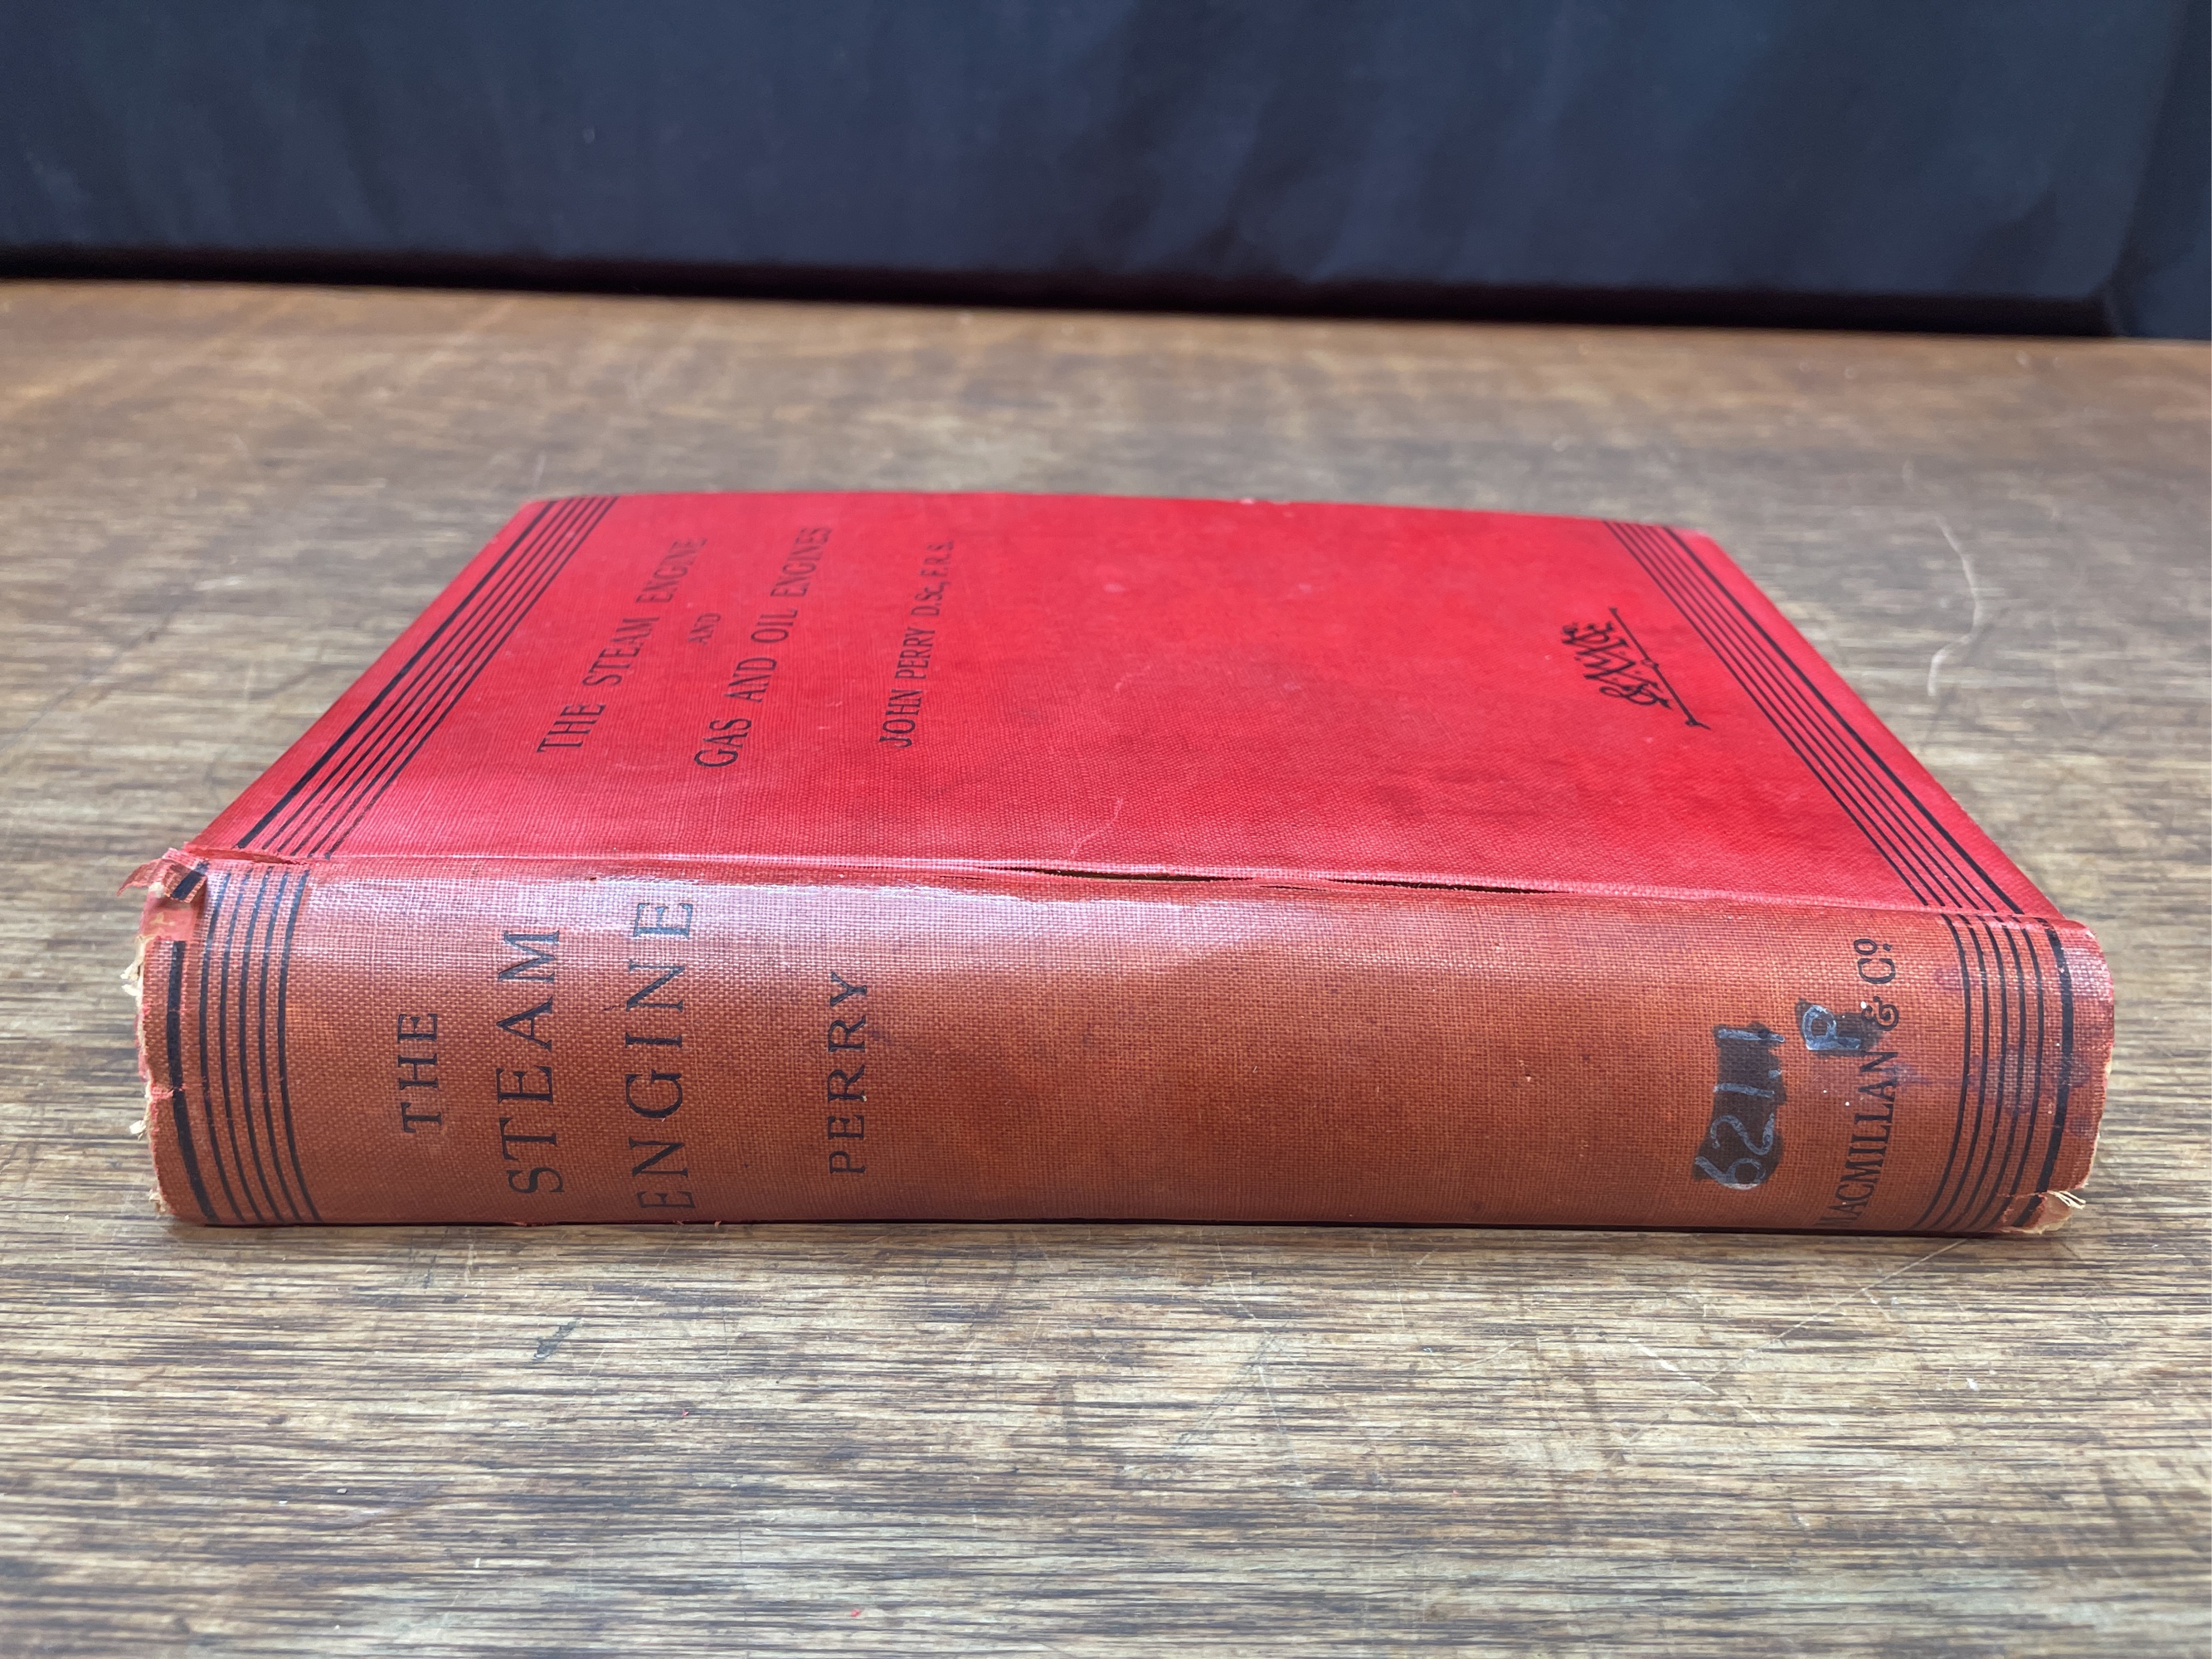 THE STEAM ENGINE
AND
GAS AND OIL ENGINES
JOHN PERRY D.Sc., F.R.S.
THE
STEAM
ENGINE
PERRY
621.1
P
MACMILLAN & Cº.